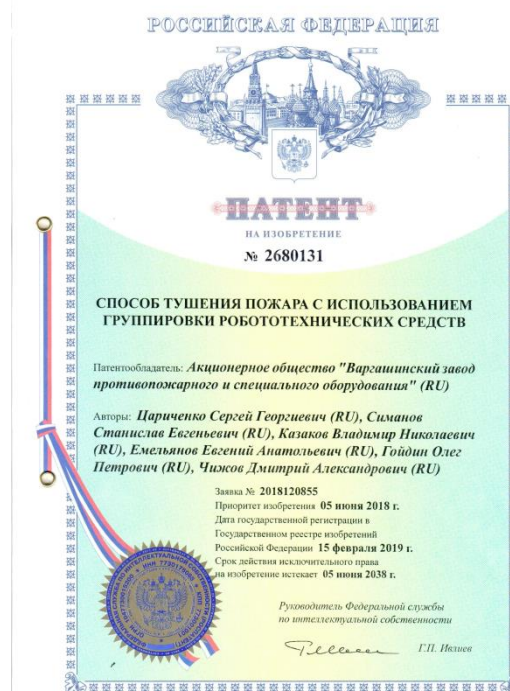 РОССИЙСКАЯ ФЕДЕРАЦИЯ
ПАТЕНТ
НА ИЗОБРЕТЕНИЕ
№ 2680131
СПОСОБ ТУШЕНИЯ ПОЖАРА С ИСПОЛЬЗОВАНИЕМ
ГРУППИРОВКИ РОБОТОТЕХНИЧЕСКИХ СРЕДСТВ
Патентообладатель: Акционерное общество "Варгашинский завод
противопожарного и специального оборудования" (RU)
Авторы: Цариченко Сергей Георгиевич (RU), Симанов
Станислав Евгеньевич (RU), Казаков Владимир Николаевич
(RU), Емельянов Евгений Анатольевич (RU), Гойдин Олег
Петрович (RU), Чижов Дмитрий Александрович (RU)
Заявка № 2018120855
Приоритет изобретения 05 июня 2018 г.
Дата государственной регистрации в
Государственном реестре изобретений
Российской Федерации 15 февраля 2019 г.
Срок действия исключительного права
на изобретение истекает 05 июня 2038 г.
Руководитель Федеральной службы
по интеллектуальной собственности
Г.П. Ивлиев